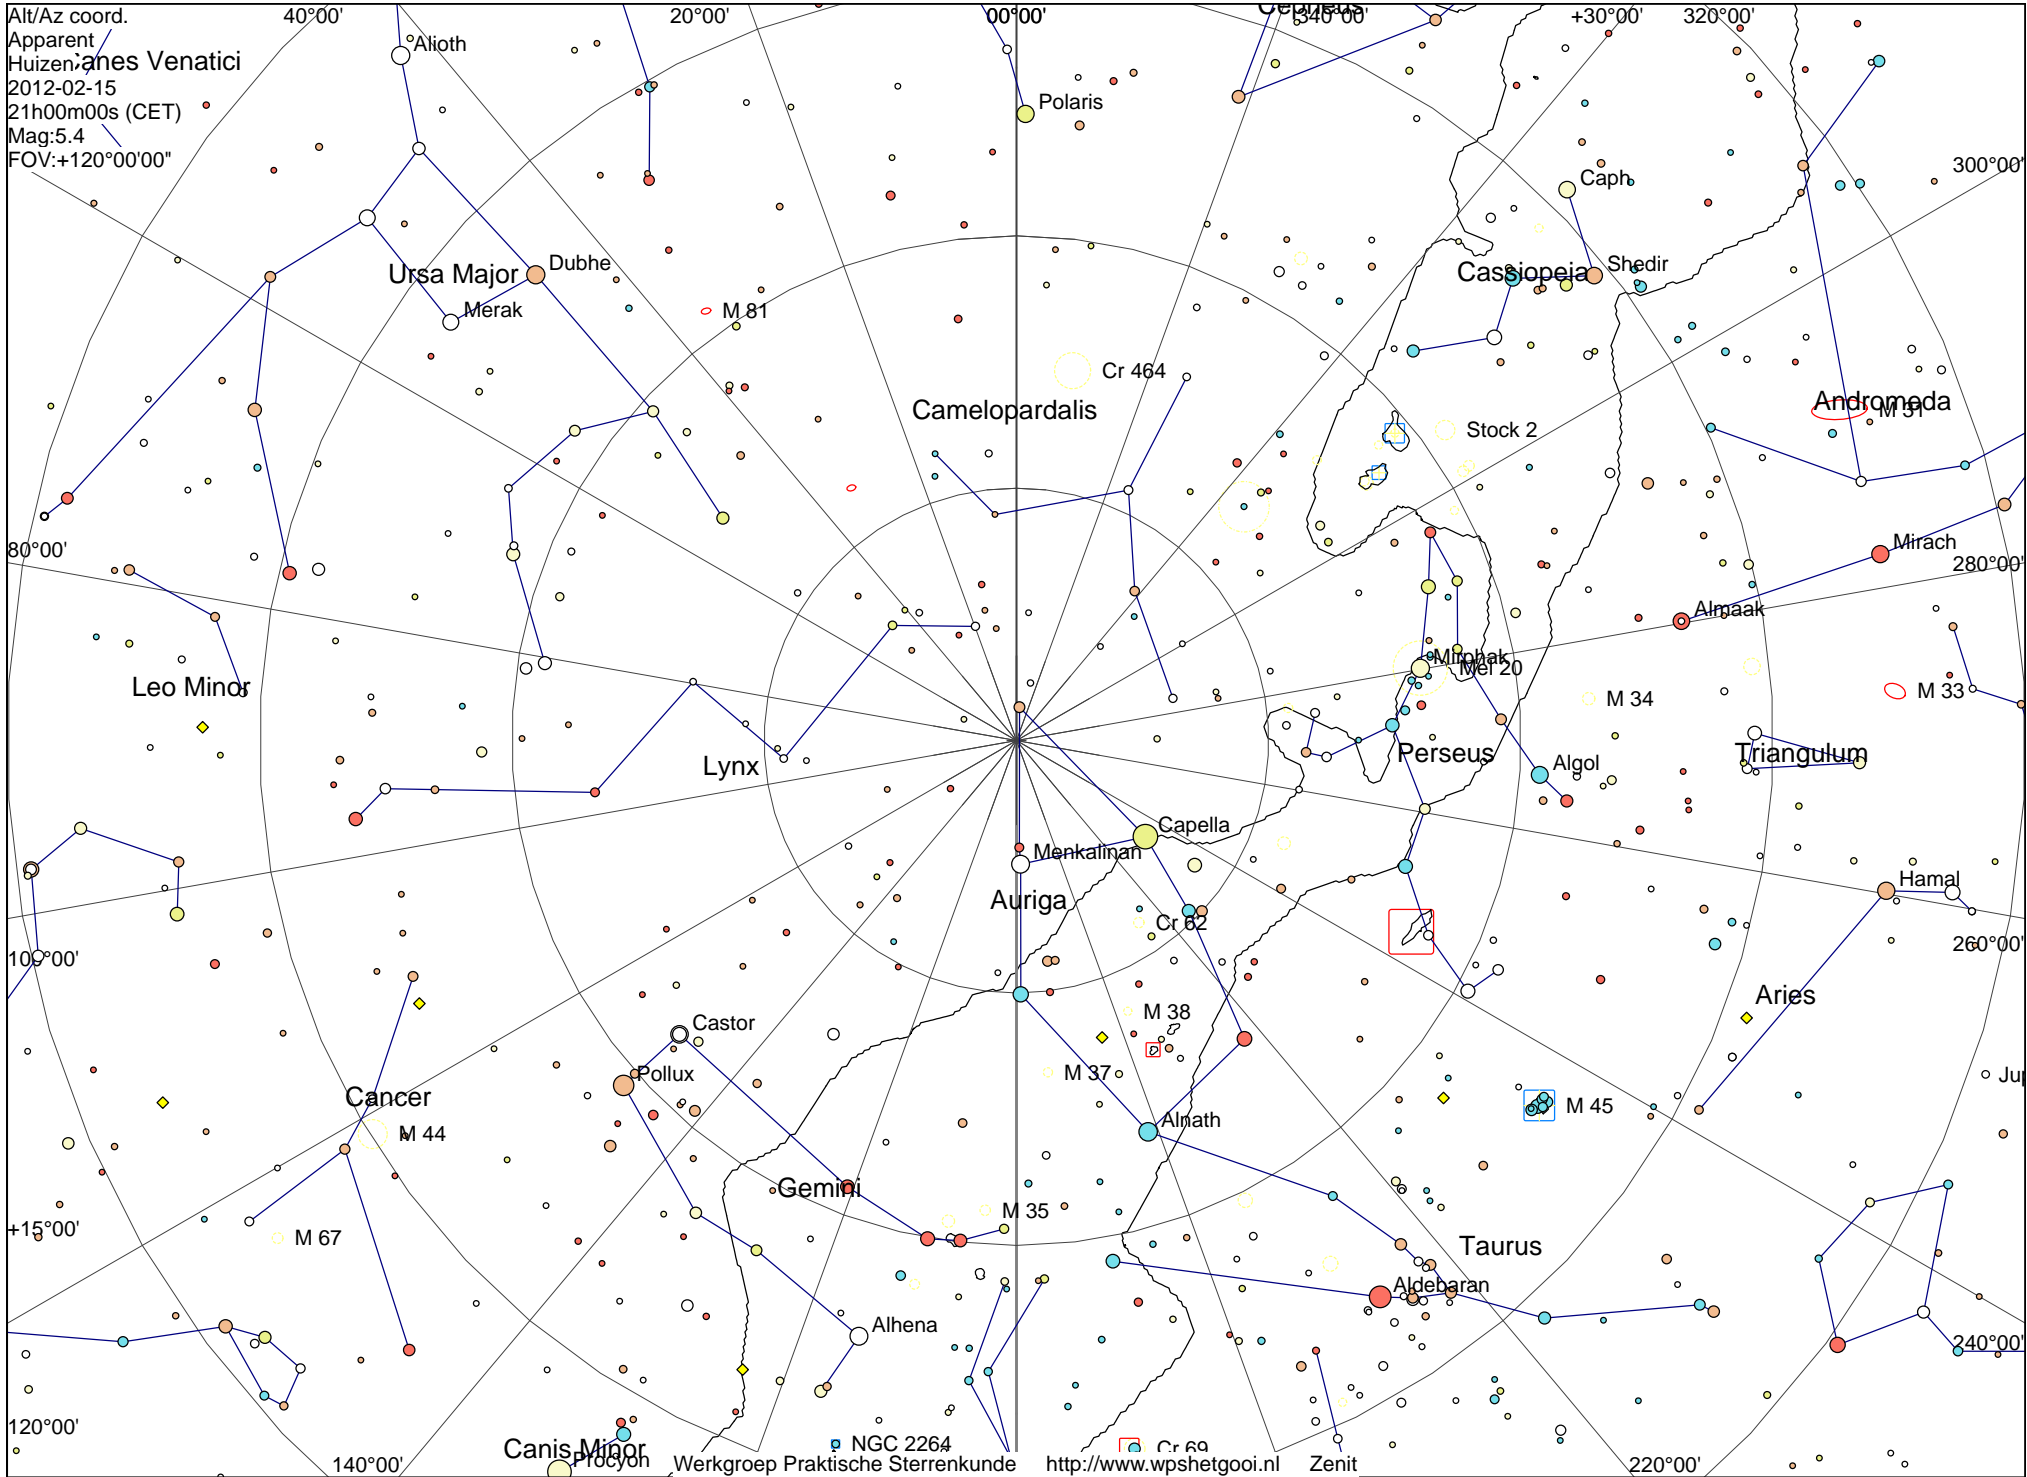 Alt/Az coord.
Apparent
Huizen
2012-02-15
21h00m00s (CET)
Mag:5.4
FOV:+120°00'00"
40°00'
20°00'
00°00'
Cepheus
340°00'
+30°00'
320°00'
Alioth
Canes Venatici
Polaris
Caph
300°00'
Ursa Major
Dubhe
Merak
M 81
Cassiopeia
Shedir
Cr 464
Camelopardalis
Stock 2
Andromeda
M 31
80°00'
Mirach
280°00'
Almaak
Mirphak
Mel 20
Leo Minor
M 34
M 33
Lynx
Perseus
Algol
Triangulum
Capella
Menkalinan
Auriga
Hamal
Cr 62
100°00'
260°00'
Aries
Castor
M 38
Pollux
M 37
Jup
Cancer
M 44
Alnath
M 45
Gemini
M 35
+15°00'
M 67
Taurus
Aldebaran
Alhena
240°00'
120°00'
Canis Minor
Procyon
NGC 2264
Cr 69
140°00'
Werkgroep Praktische Sterrenkunde http://www.wpshetgooi.nl Zenit
220°00'